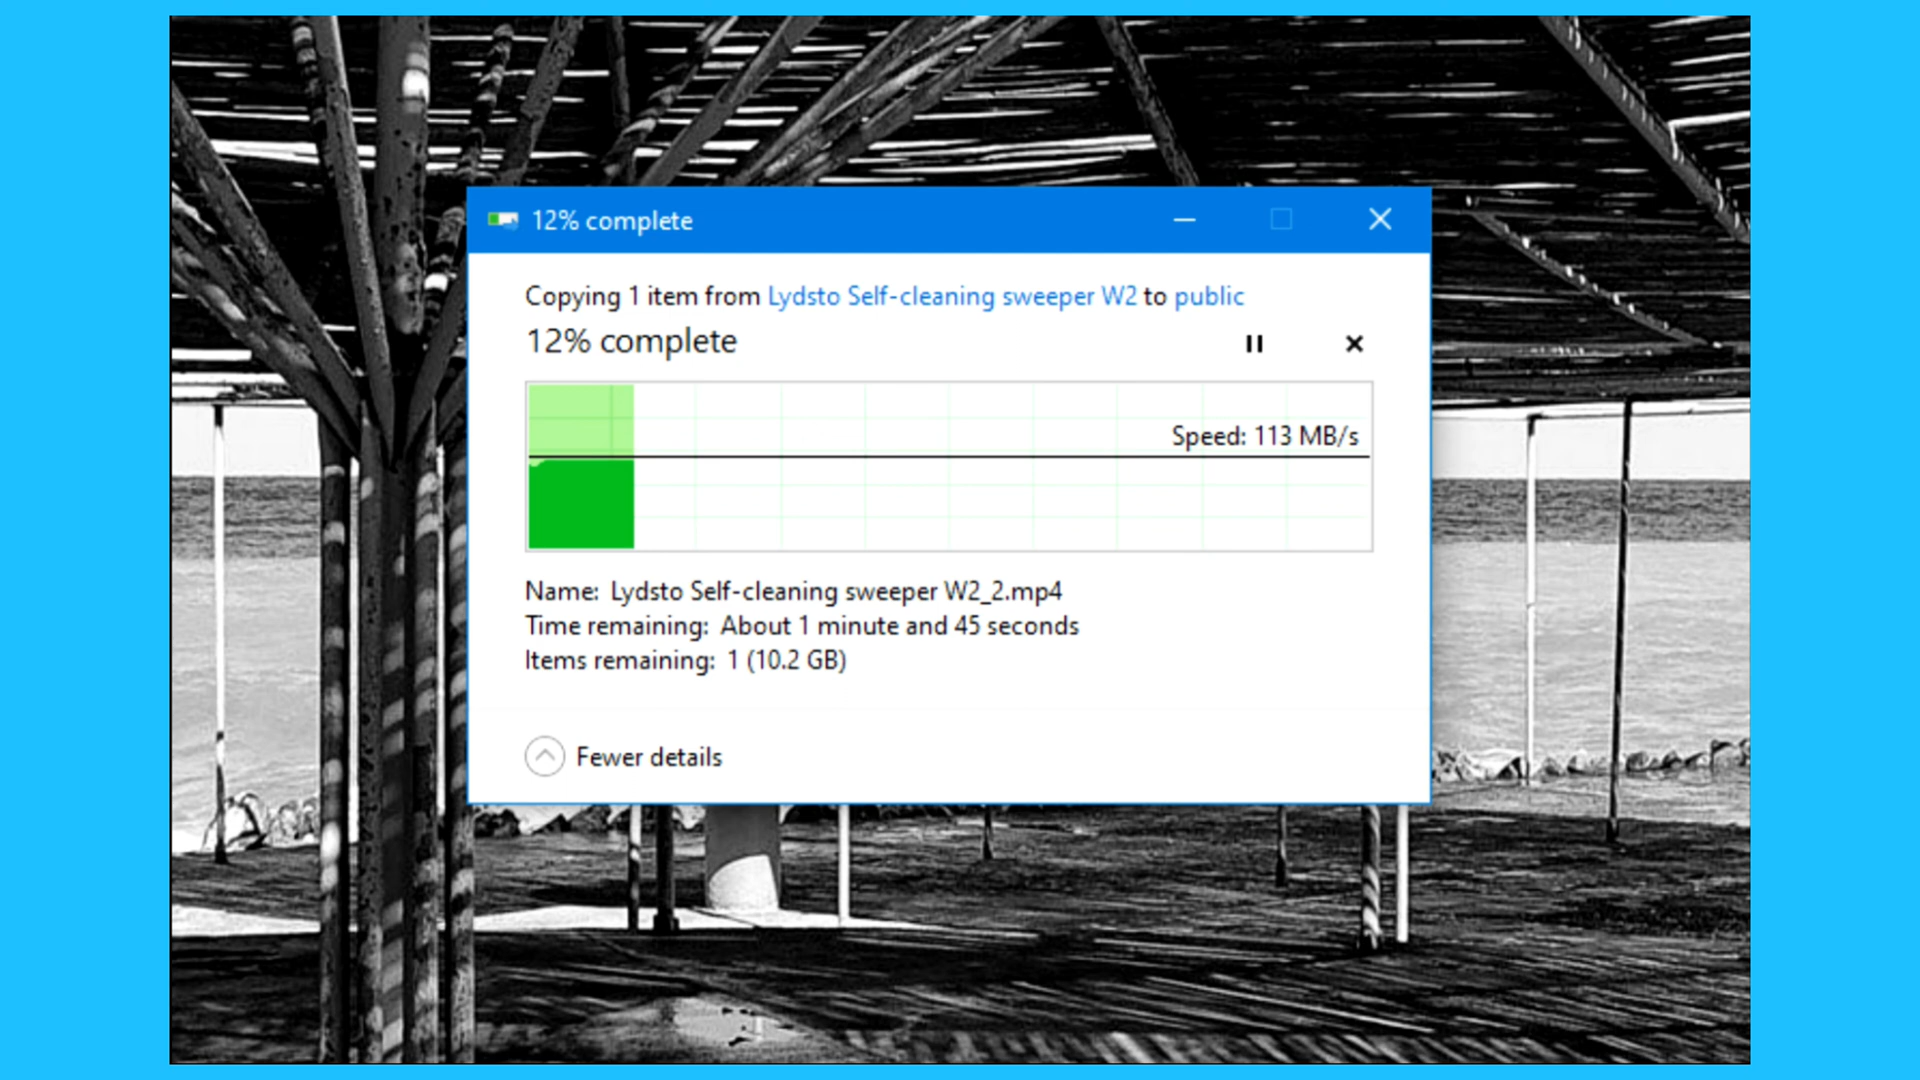 12% complete
Copying 1 item from Lydsto Self-cleaning sweeper W2 to public
12% complete
Speed: 113 MB/s
Name: Lydsto Self-cleaning sweeper W2_2.mp4
Time remaining: About 1 minute and 45 seconds
Items remaining: 1 (10.2 GB)
Fewer details